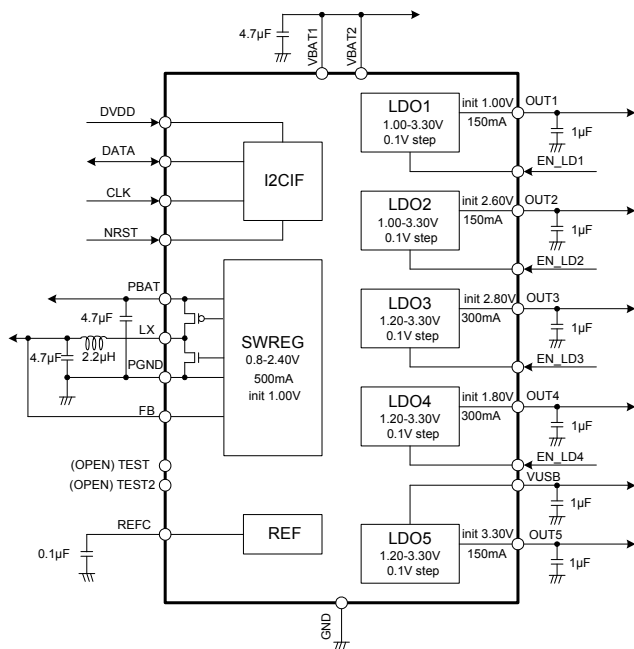 4.7µF
VBAT1
VBAT2
DVDD
DATA
CLK
NRST
I2CIF
PBAT
4.7µF
LX
4.7µF
2.2µH
PGND
FB
SWREG
0.8-2.40V
500mA
init 1.00V
(OPEN) TEST
(OPEN) TEST2
REFC
0.1µF
REF
GND
LDO1
1.00-3.30V
0.1V step
init 1.00V
150mA
OUT1
1µF
EN_LD1
LDO2
1.00-3.30V
0.1V step
init 2.60V
150mA
OUT2
1µF
EN_LD2
LDO3
1.20-3.30V
0.1V step
init 2.80V
300mA
OUT3
1µF
EN_LD3
LDO4
1.20-3.30V
0.1V step
init 1.80V
300mA
OUT4
1µF
EN_LD4
VUSB
1µF
LDO5
1.20-3.30V
0.1V step
init 3.30V
150mA
OUT5
1µF